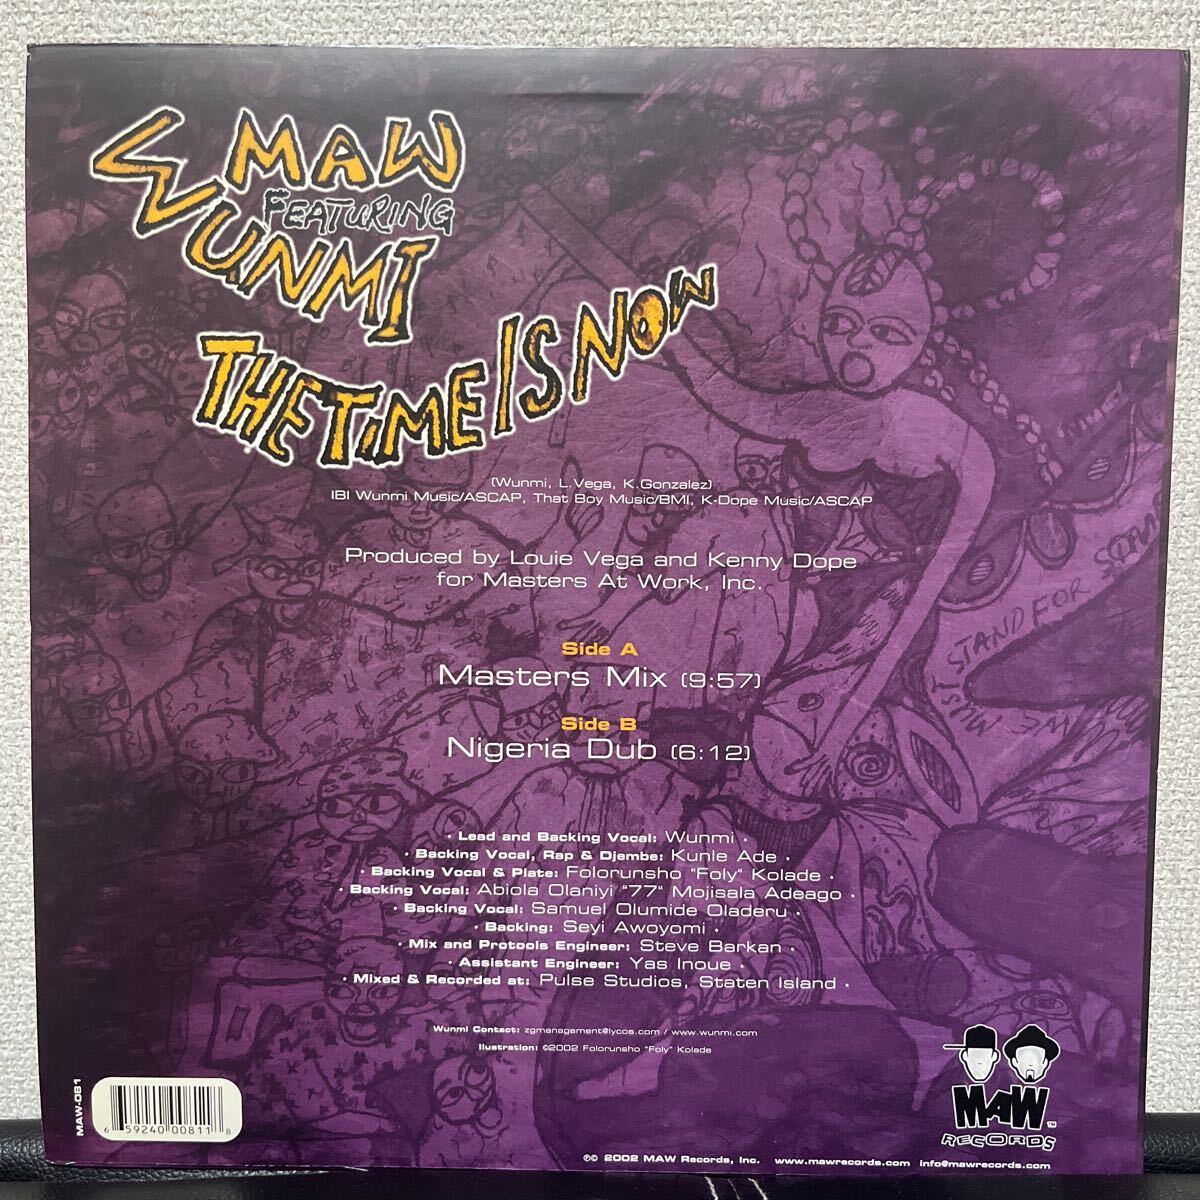 MAW
FEATURING
WUNMI
THE TIME IS NOW
(Wunmi, L.Vega, K.Gonzalez)
IBI Wunmi Music/ASCAP, That Boy Music/BMI, K-Dope Music/ASCAP
Produced by Louie Vega and Kenny Dope
for Masters At Work, Inc.
Side A
Masters Mix (9:57)
Side B
Nigeria Dub (6:12)
STAND FOR
• Lead and Backing Vocal: Wunmi •
• Backing Vocal, Rap & Djembe: Kunle Ade •
• Backing Vocal & Plate: Folorunsho "Foly" Kolade •
• Backing Vocal: Abiola Olaniyi "77" Mojisala Adeago •
• Backing Vocal: Samuel Olumide Oladeru •
• Backing: Seyi Awoyomi •
• Mix and Protools Engineer: Steve Barkan •
• Assistant Engineer: Yas Inoue •
• Mixed & Recorded at: Pulse Studios, Staten Island •
Wunmi Contact: zgmanagement@lycos.com / www.wunmi.com
Ilustration: ©2002 Folorunsho "Foly" Kolade
MAW-081
6 59240 00811 8
MAW™
RECORDS
℗© 2002 MAW Records, Inc. www.mawrecords.com info@mawrecords.com